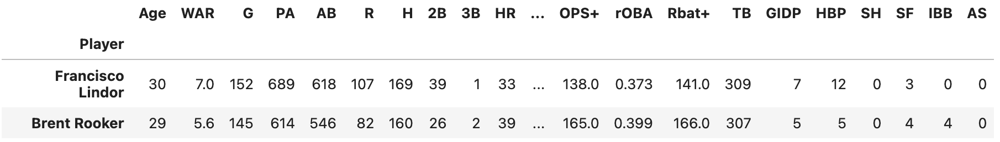 Age WAR G PA AB R H 2B 3B HR ... OPS+ rOBA Rbat+ TB GIDP HBP SH SF IBB AS
Player
Francisco
Lindor 30 7.0 152 689 618 107 169 39 1 33 ... 138.0 0.373 141.0 309 7 12 0 3 0 0
Brent Rooker 29 5.6 145 614 546 82 160 26 2 39 ... 165.0 0.399 166.0 307 5 5 0 4 4 0